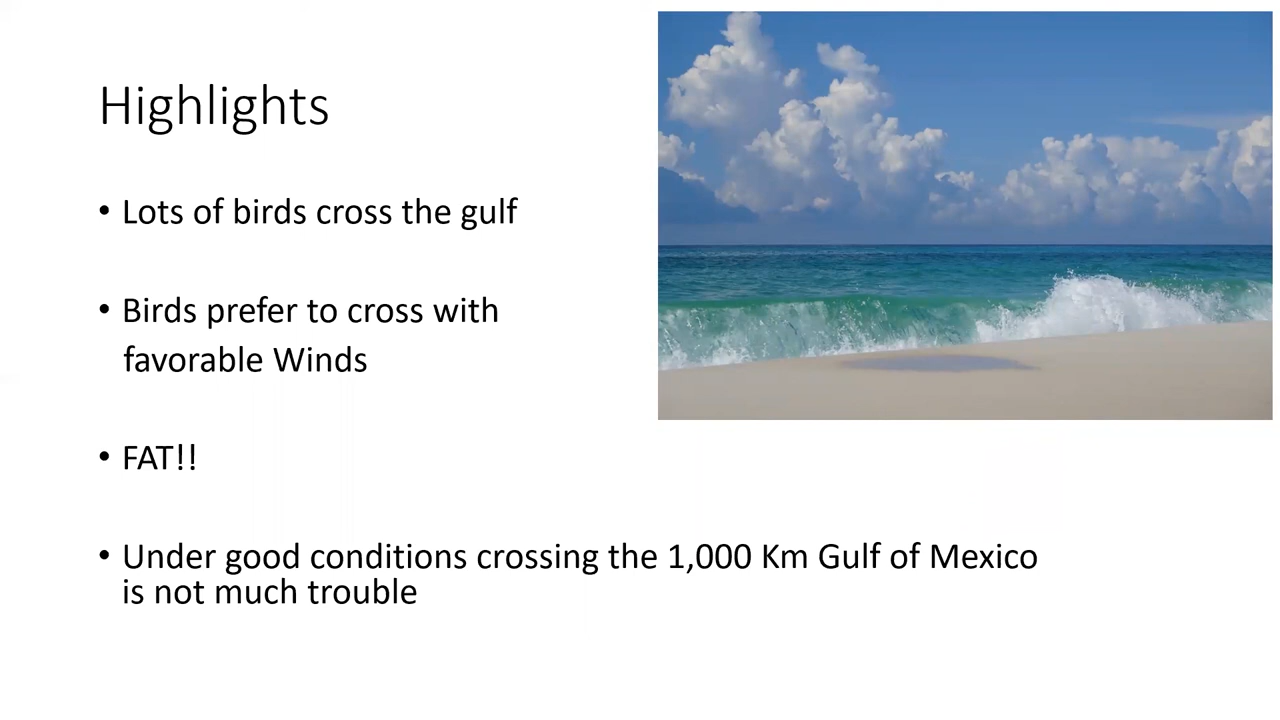 Highlights
• Lots of birds cross the gulf
• Birds prefer to cross with
favorable Winds
• FAT!!
• Under good conditions crossing the 1,000 Km Gulf of Mexico
is not much trouble